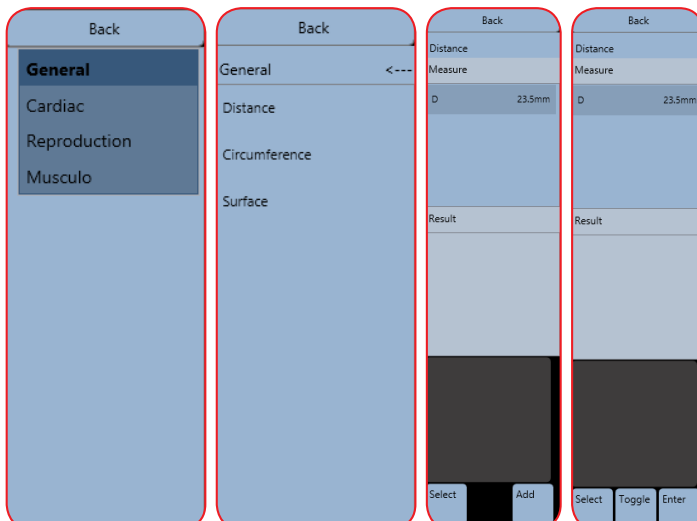 Back
General
Cardiac
Reproduction
Musculo
Back
General <---
Distance
Circumference
Surface
Back
Distance
Measure
D 23.5mm
Result
Select Add
Back
Distance
Measure
D 23.5mm
Result
Select Toggle Enter